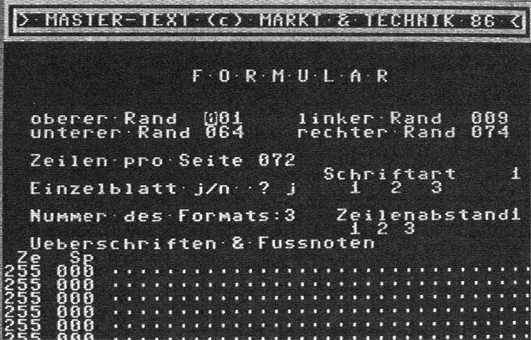 > MASTER-TEXT (c) MARKT & TECHNIK 86 <
F·O·R·M·U·L·A·R
oberer·Rand 001 linker·Rand 009
unterer·Rand 064 rechter·Rand 074
Zeilen·pro·Seite 072
Schriftart 1
Einzelblatt·j/n··? j 1 2 3
Nummer·des·Formats:3 Zeilenabstand1
1 2 3
Ueberschriften·&·Fussnoten
Ze Sp
255 000 ..............................
255 000 ..............................
255 000 ..............................
255 000 ..............................
255 000 ..............................
255 000